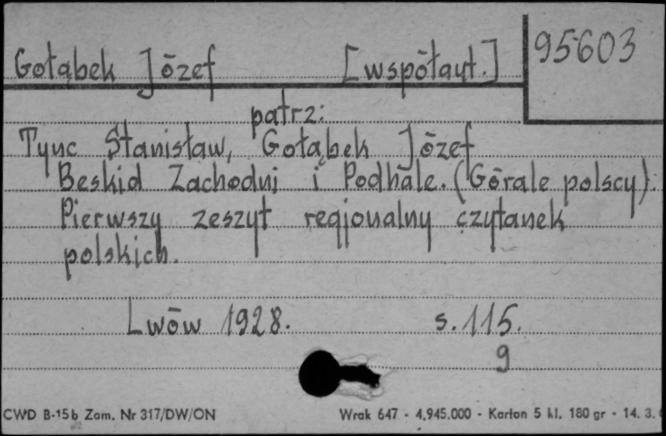 Gołąbek Józef [współaut.] 95603
patrz:
Tync Stanisław, Gołąbek Józef
Beskid Zachodni i Podhale. (Górale polscy).
Pierwszy zeszyt regjonalny czytanek
polskich.
Lwów 1928. s. 115.
9
CWD B-15b Zam. Nr 317/DW/ON Wrak 647 - 4,945.000 - Karton 5 kl. 180 gr - 14. 3.